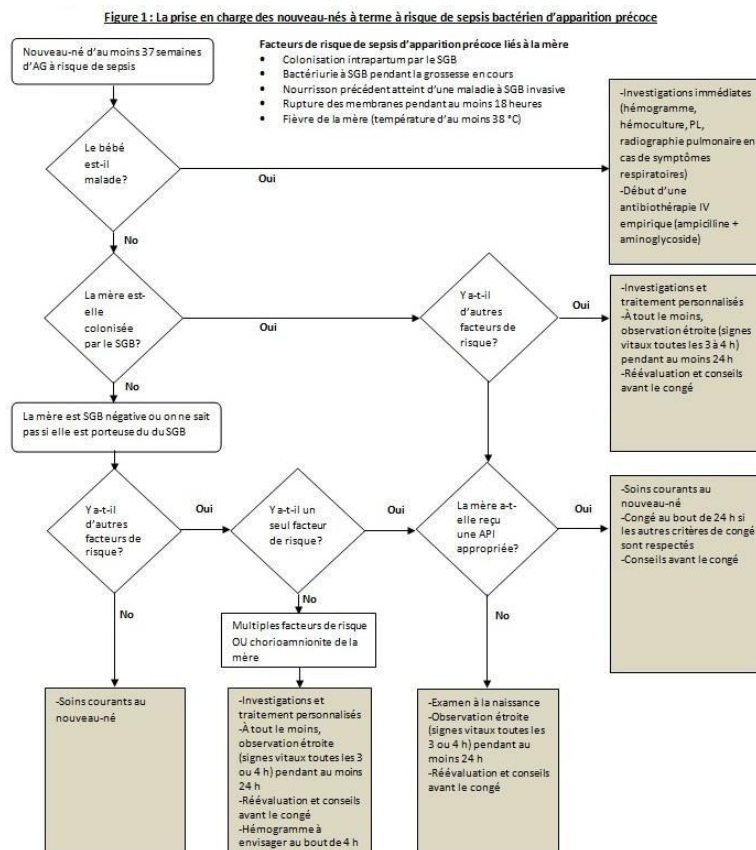 Figure 1 : La prise en charge des nouveau-nés à terme à risque de sepsis bactérien d'apparition précoce
Nouveau-né d'au moins 37 semaines
d'AG à risque de sepsis
Facteurs de risque de sepsis d'apparition précoce liés à la mère
• Colonisation intrapartum par le SGB
• Bactériurie à SGB pendant la grossesse en cours
• Nourrisson précédent atteint d'une maladie à SGB invasive
• Rupture des membranes pendant au moins 18 heures
• Fièvre de la mère (température d'au moins 38 °C)
Le bébé
est-il
malade?
Oui
-Investigations immédiates
(hémogramme,
hémoculture, PL,
radiographie pulmonaire en
cas de symptômes
respiratoires)
-Début d'une
antibiothérapie IV
empirique (ampicilline +
aminoglycoside)
No
La mère est-
elle
colonisée
par le SGB?
Oui
Y a-t-il
d'autres
facteurs de
risque?
Oui
-Investigations et
traitement personnalisés
-À tout le moins,
observation étroite (signes
vitaux toutes les 3 à 4 h)
pendant au moins 24 h
-Réévaluation et conseils
avant le congé
No
La mère est SGB négative ou on ne sait
pas si elle est porteuse du du SGB
Y a-t-il
d'autres
facteurs de
risque?
Oui
Y a-t-il un
seul facteur
de risque?
Oui
La mère a-t-
elle reçu
une API
appropriée?
Oui
-Soins courants au
nouveau-né
-Congé au bout de 24 h si
les autres critères de congé
sont respectés
-Conseils avant le congé
No
No
No
Multiples facteurs de risque
OU chorioamnionite de la
mère
-Soins courants au
nouveau-né
-Investigations et
traitement personnalisés
-À tout le moins,
observation étroite
(signes vitaux toutes les 3
ou 4 h) pendant au moins
24 h
-Réévaluation et conseils
avant le congé
-Hémogramme à
envisager au bout de 4 h
-Examen à la naissance
-Observation étroite
(signes vitaux toutes les
3 ou 4 h) pendant au
moins 24 h
-Réévaluation et conseils
avant le congé